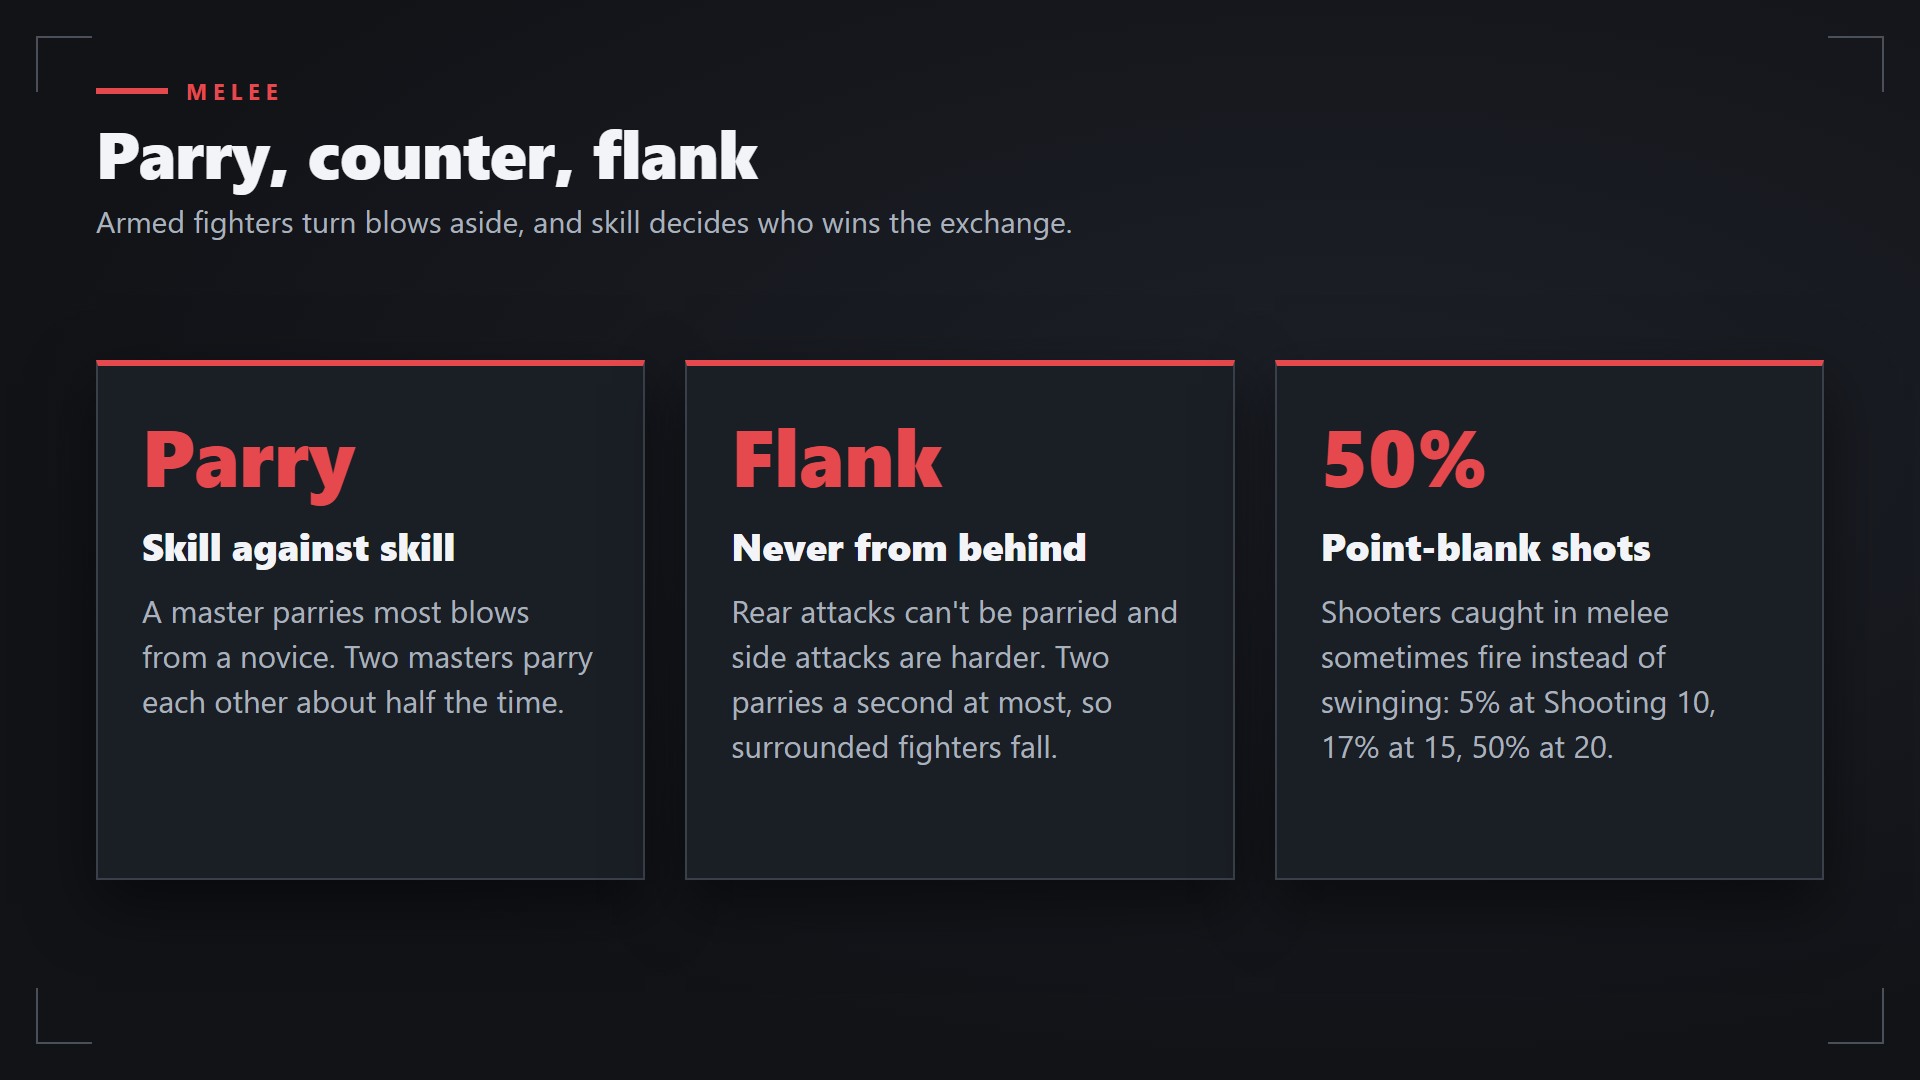 MELEE
Parry, counter, flank
Armed fighters turn blows aside, and skill decides who wins the exchange.
Parry
Skill against skill
A master parries most blows
from a novice. Two masters parry
each other about half the time.
Flank
Never from behind
Rear attacks can't be parried and
side attacks are harder. Two
parries a second at most, so
surrounded fighters fall.
50%
Point-blank shots
Shooters caught in melee
sometimes fire instead of
swinging: 5% at Shooting 10,
17% at 15, 50% at 20.